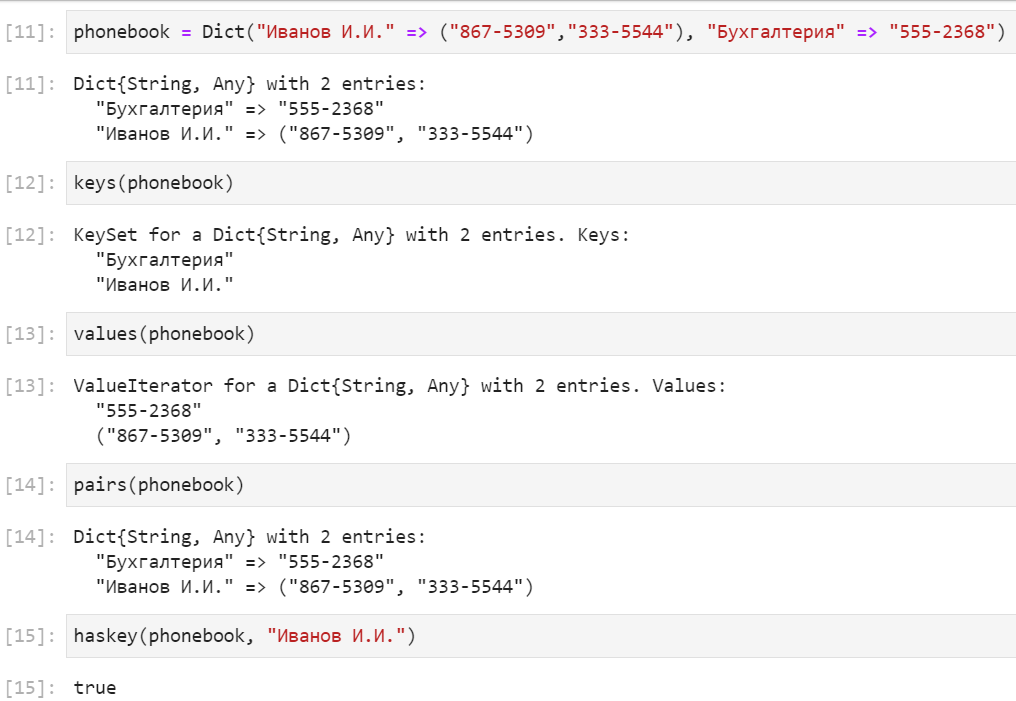 [11]: phonebook = Dict("Иванов И.И." => ("867-5309","333-5544"), "Бухгалтерия" => "555-2368")
[11]: Dict{String, Any} with 2 entries:
"Бухгалтерия" => "555-2368"
"Иванов И.И." => ("867-5309", "333-5544")
[12]: keys(phonebook)
[12]: KeySet for a Dict{String, Any} with 2 entries. Keys:
"Бухгалтерия"
"Иванов И.И."
[13]: values(phonebook)
[13]: ValueIterator for a Dict{String, Any} with 2 entries. Values:
"555-2368"
("867-5309", "333-5544")
[14]: pairs(phonebook)
[14]: Dict{String, Any} with 2 entries:
"Бухгалтерия" => "555-2368"
"Иванов И.И." => ("867-5309", "333-5544")
[15]: haskey(phonebook, "Иванов И.И.")
[15]: true